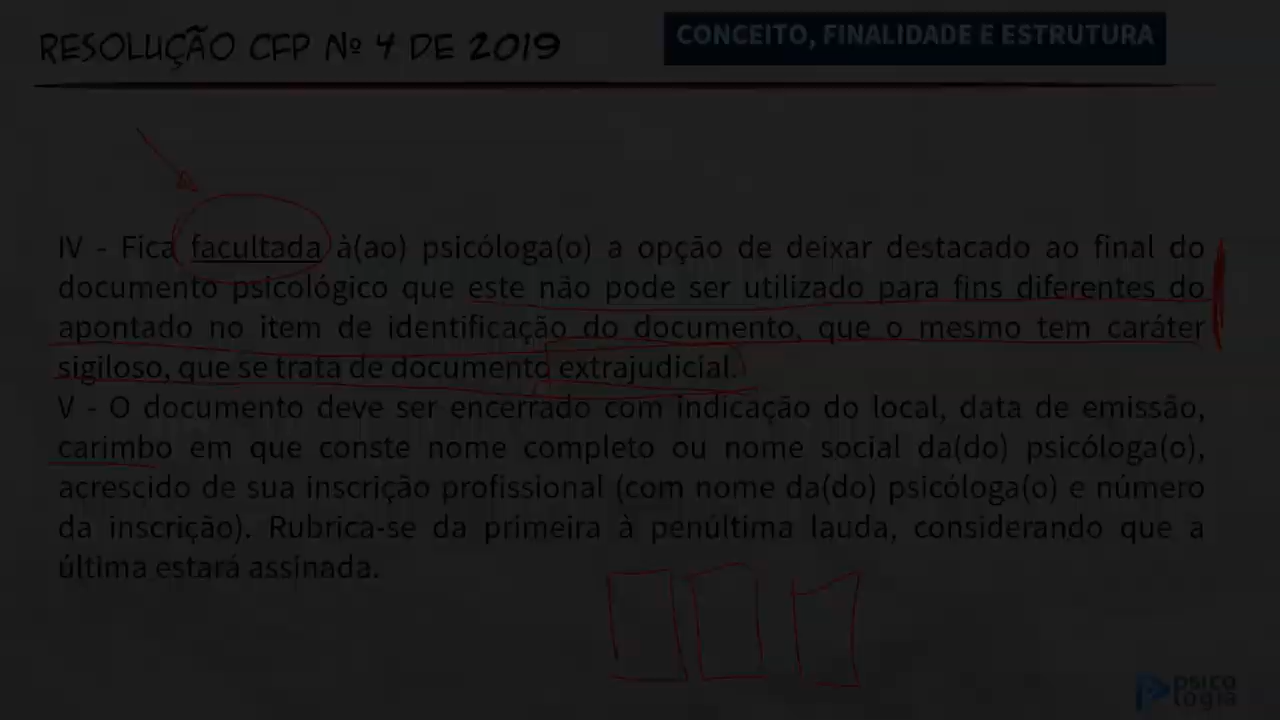 RESOLUÇÃO CFP Nº 4 DE 2019
CONCEITO, FINALIDADE E ESTRUTURA
IV - Fica facultada à(ao) psicóloga(o) a opção de deixar destacado ao final do
documento psicológico que este não pode ser utilizado para fins diferentes do
apontado no item de identificação do documento, que o mesmo tem caráter
sigiloso, que se trata de documento extrajudicial.
V - O documento deve ser encerrado com indicação do local, data de emissão,
carimbo em que conste nome completo ou nome social da(do) psicóloga(o),
acrescido de sua inscrição profissional (com nome da(do) psicóloga(o) e número
da inscrição). Rubrica-se da primeira à penúltima lauda, considerando que a
última estará assinada.
psico
logia